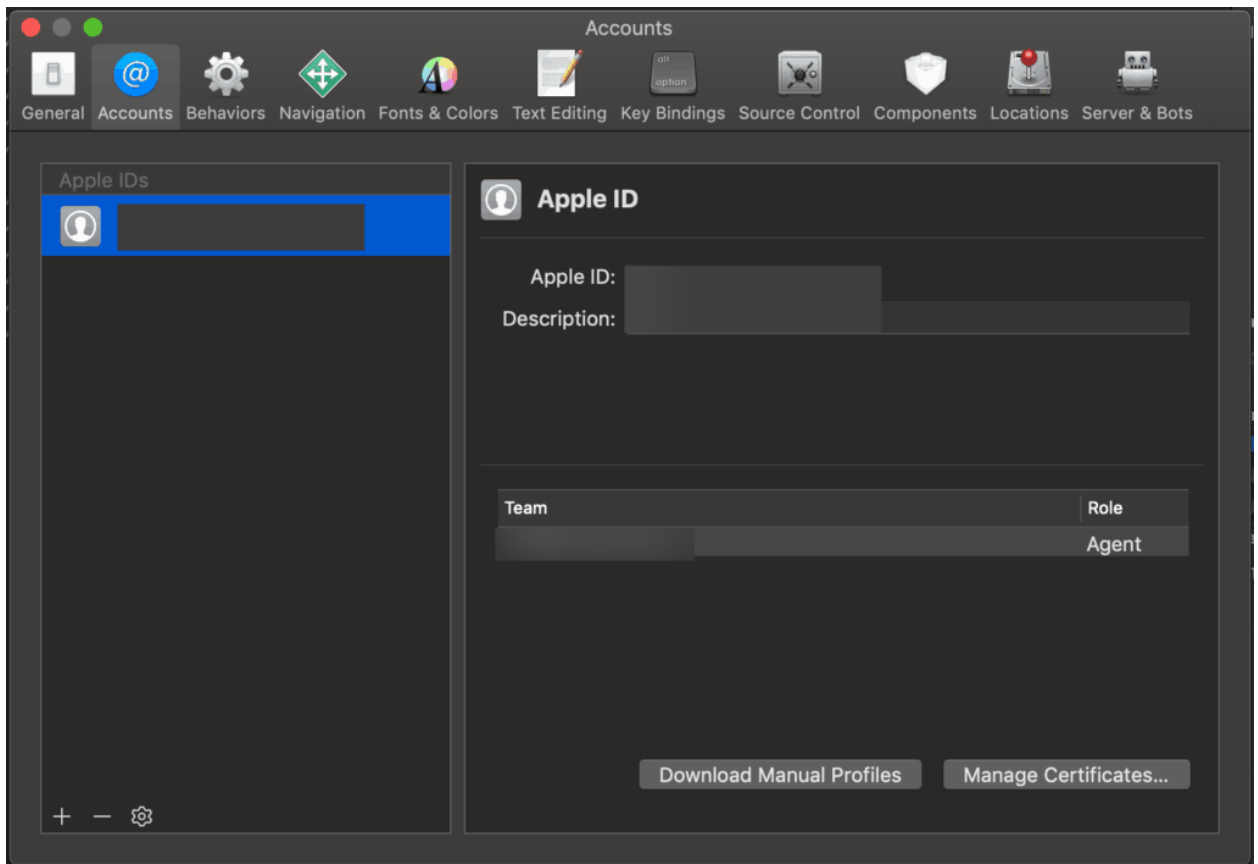 Accounts
alt
option
General Accounts Behaviors Navigation Fonts & Colors Text Editing Key Bindings Source Control Components Locations Server & Bots
Apple IDs
Apple ID
Apple ID:
Description:
Team Role
Agent
Download Manual Profiles Manage Certificates...